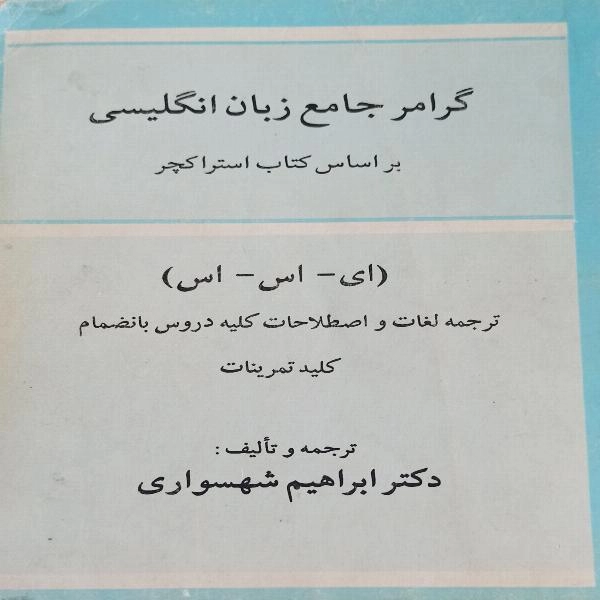 گرامر جامع زبان انگلیسی
بر اساس کتاب استراکچر
(ای - اس - اس)
ترجمه لغات و اصطلاحات کلیه دروس بانضمام
کلید تمرینات
ترجمه و تألیف :
دکتر ابراهیم شهسواری